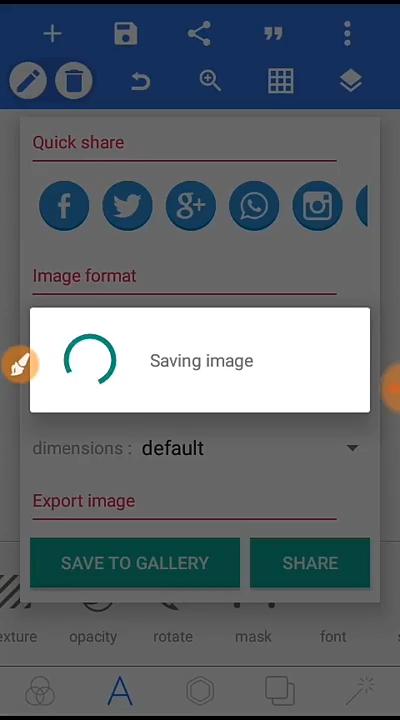 Quick share
Image format
Saving image
dimensions : default
Export image
SAVE TO GALLERY SHARE
exture opacity rotate mask font